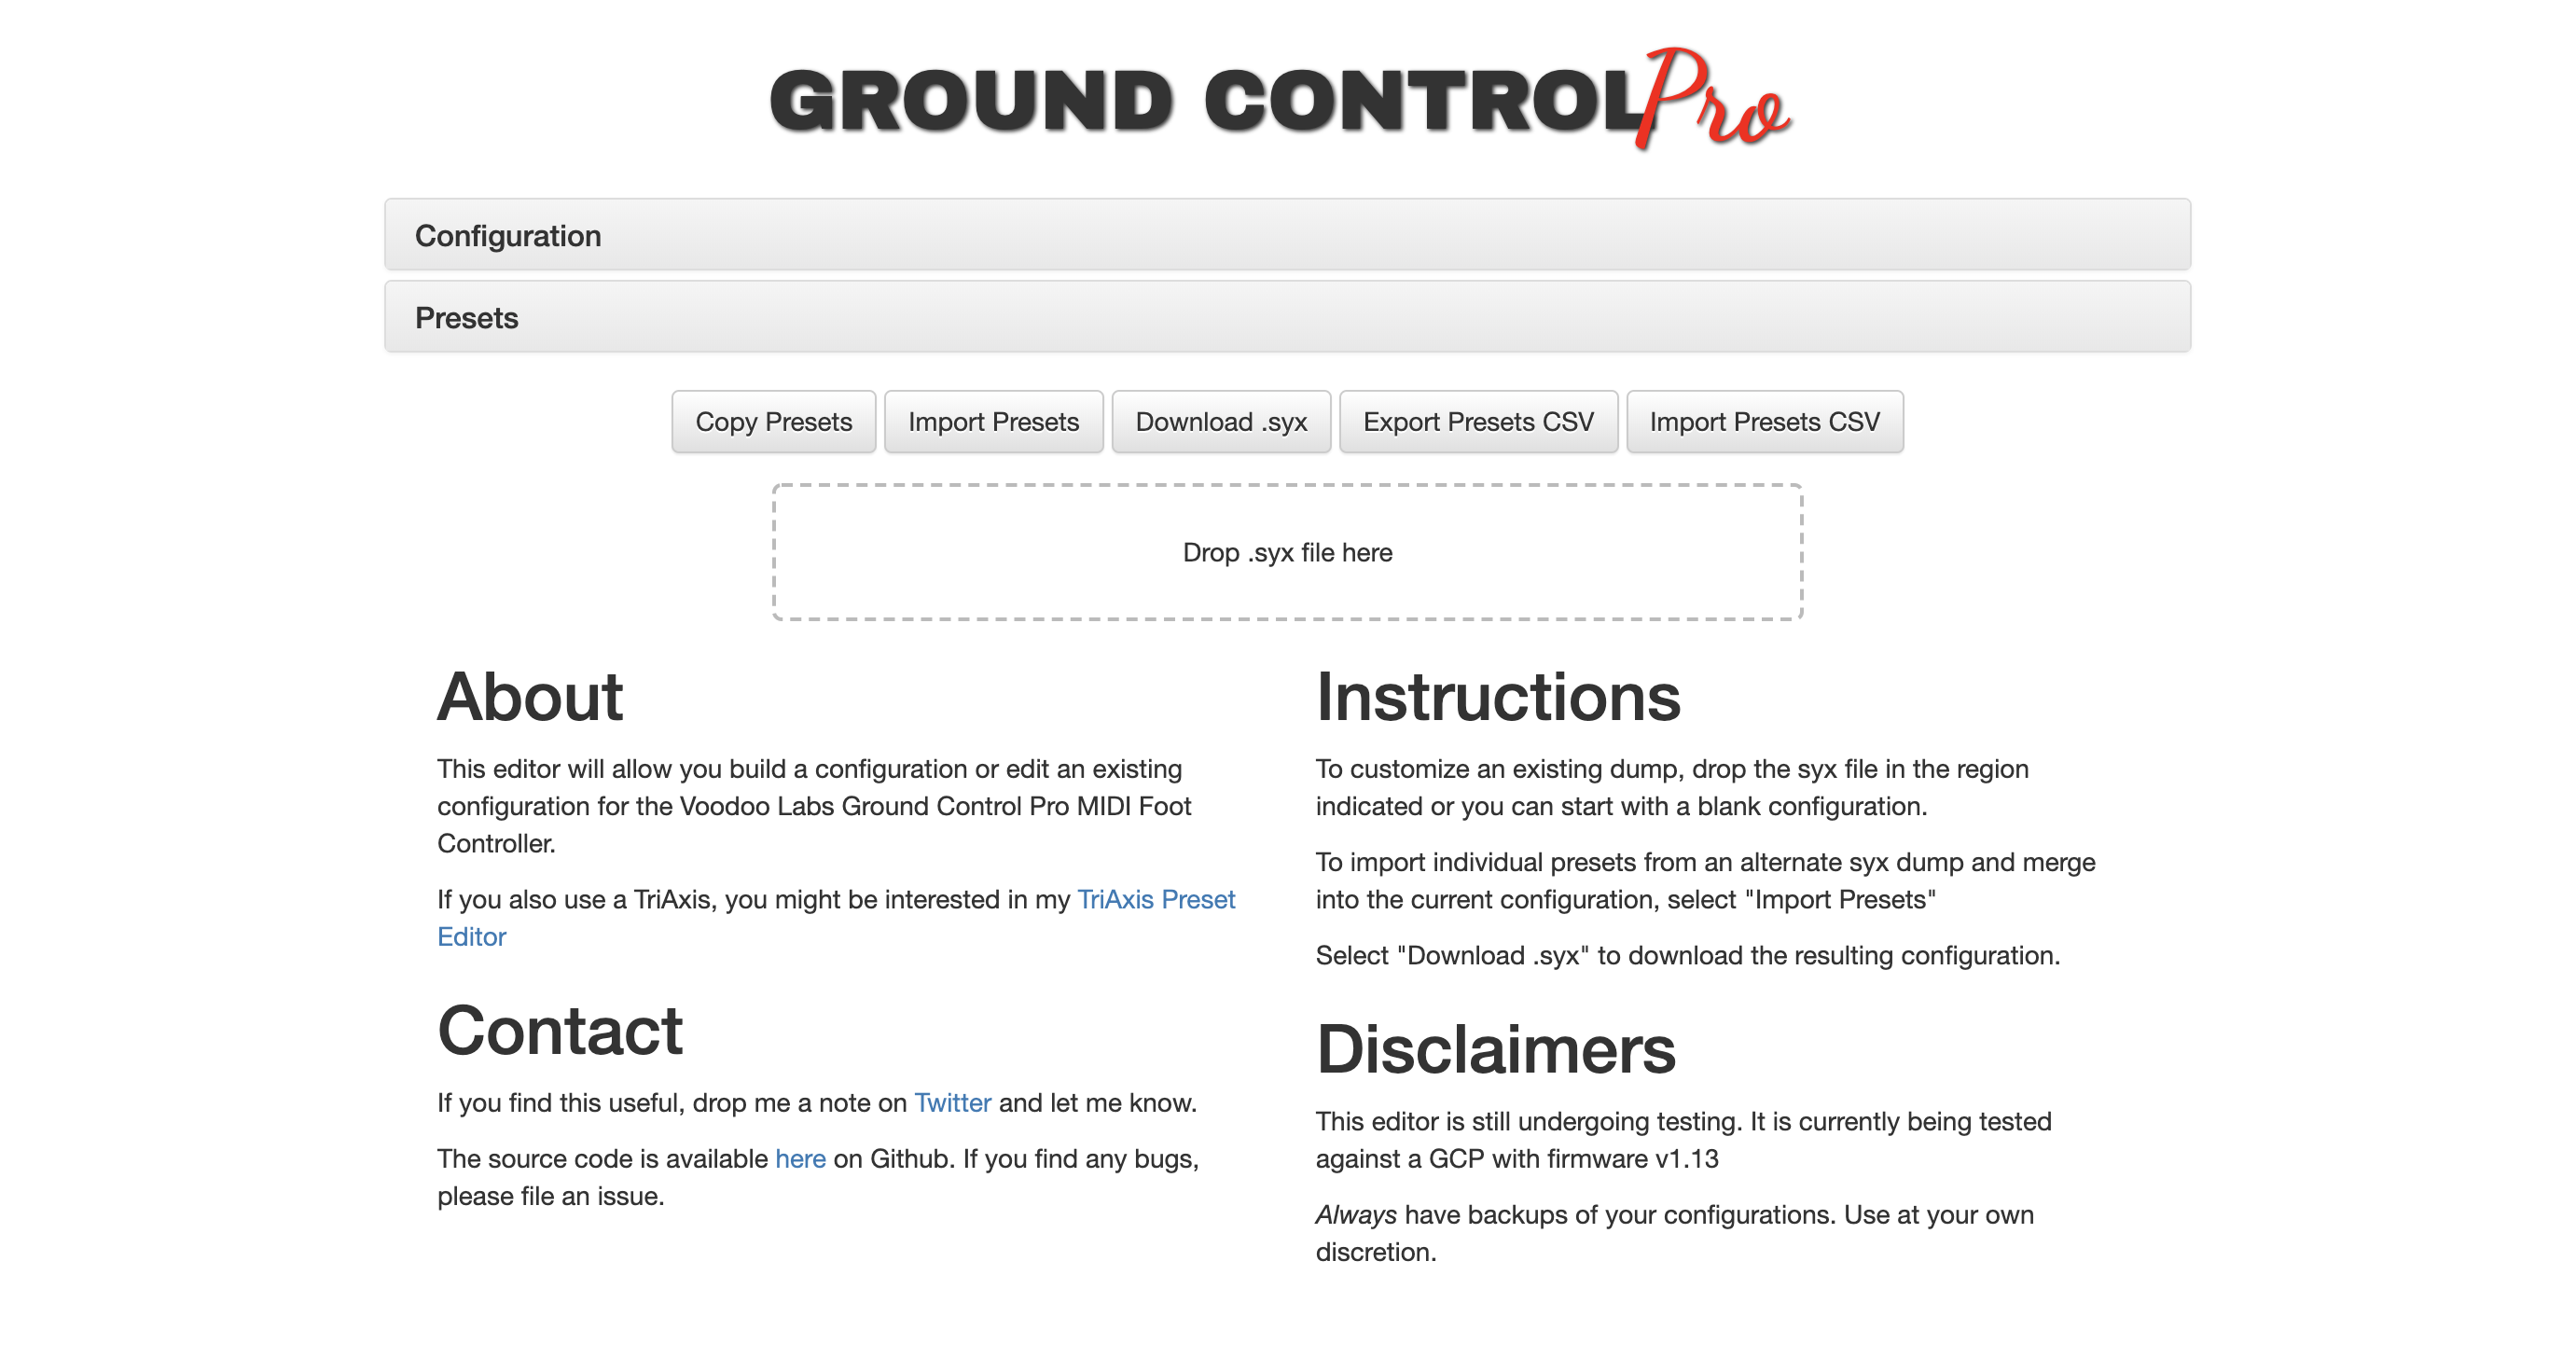 GROUND CONTROL Pro
Configuration
Presets
Copy Presets
Import Presets
Download .syx
Export Presets CSV
Import Presets CSV
Drop .syx file here
About
This editor will allow you build a configuration or edit an existing
configuration for the Voodoo Labs Ground Control Pro MIDI Foot
Controller.
If you also use a TriAxis, you might be interested in my TriAxis Preset
Editor
Contact
If you find this useful, drop me a note on Twitter and let me know.
The source code is available here on Github. If you find any bugs,
please file an issue.
Instructions
To customize an existing dump, drop the syx file in the region
indicated or you can start with a blank configuration.
To import individual presets from an alternate syx dump and merge
into the current configuration, select "Import Presets"
Select "Download .syx" to download the resulting configuration.
Disclaimers
This editor is still undergoing testing. It is currently being tested
against a GCP with firmware v1.13
Always have backups of your configurations. Use at your own
discretion.